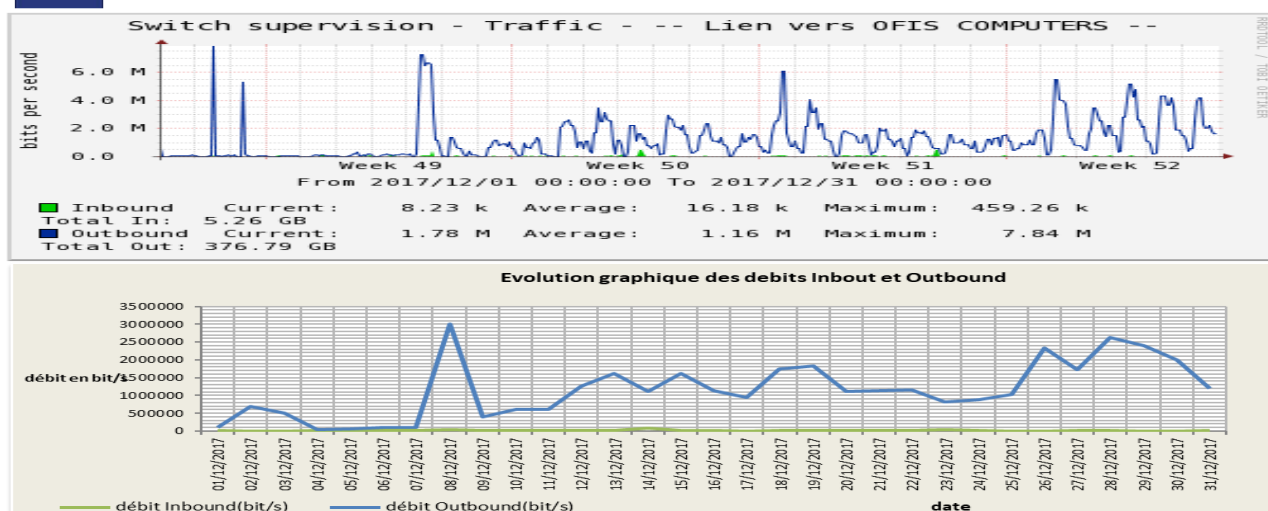 Switch supervision - Traffic - -- Lien vers OFIS COMPUTERS --
RRDTOOL / TOBI OETIKER
bits per second
6.0 M
4.0 M
2.0 M
0.0
Week 49 Week 50 Week 51 Week 52
From 2017/12/01 00:00:00 To 2017/12/31 00:00:00
Inbound Current: 8.23 k Average: 16.18 k Maximum: 459.26 k
Total In: 5.26 GB
Outbound Current: 1.78 M Average: 1.16 M Maximum: 7.84 M
Total Out: 376.79 GB
Evolution graphique des debits Inbout et Outbound
3500000
3000000
2500000
2000000
débit en bit/s
1500000
1000000
500000
0
01/12/2017 02/12/2017 03/12/2017 04/12/2017 05/12/2017 06/12/2017 07/12/2017 08/12/2017 09/12/2017 10/12/2017 11/12/2017 12/12/2017 13/12/2017 14/12/2017 15/12/2017 16/12/2017 17/12/2017 18/12/2017 19/12/2017 20/12/2017 21/12/2017 22/12/2017 23/12/2017 24/12/2017 25/12/2017 26/12/2017 27/12/2017 28/12/2017 29/12/2017 30/12/2017 31/12/2017
débit Inbound(bit/s) débit Outbound(bit/s) date